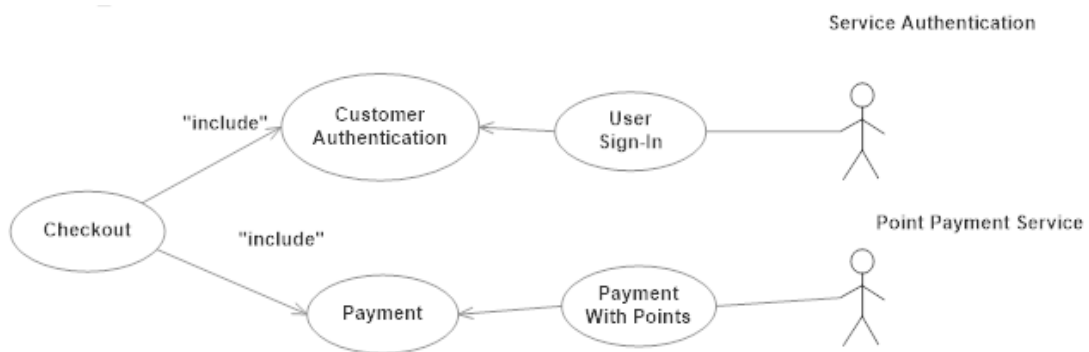 Service Authentication
Customer
Authentication
"include"
User
Sign-In
Checkout
"include"
Point Payment Service
Payment
Payment
With Points